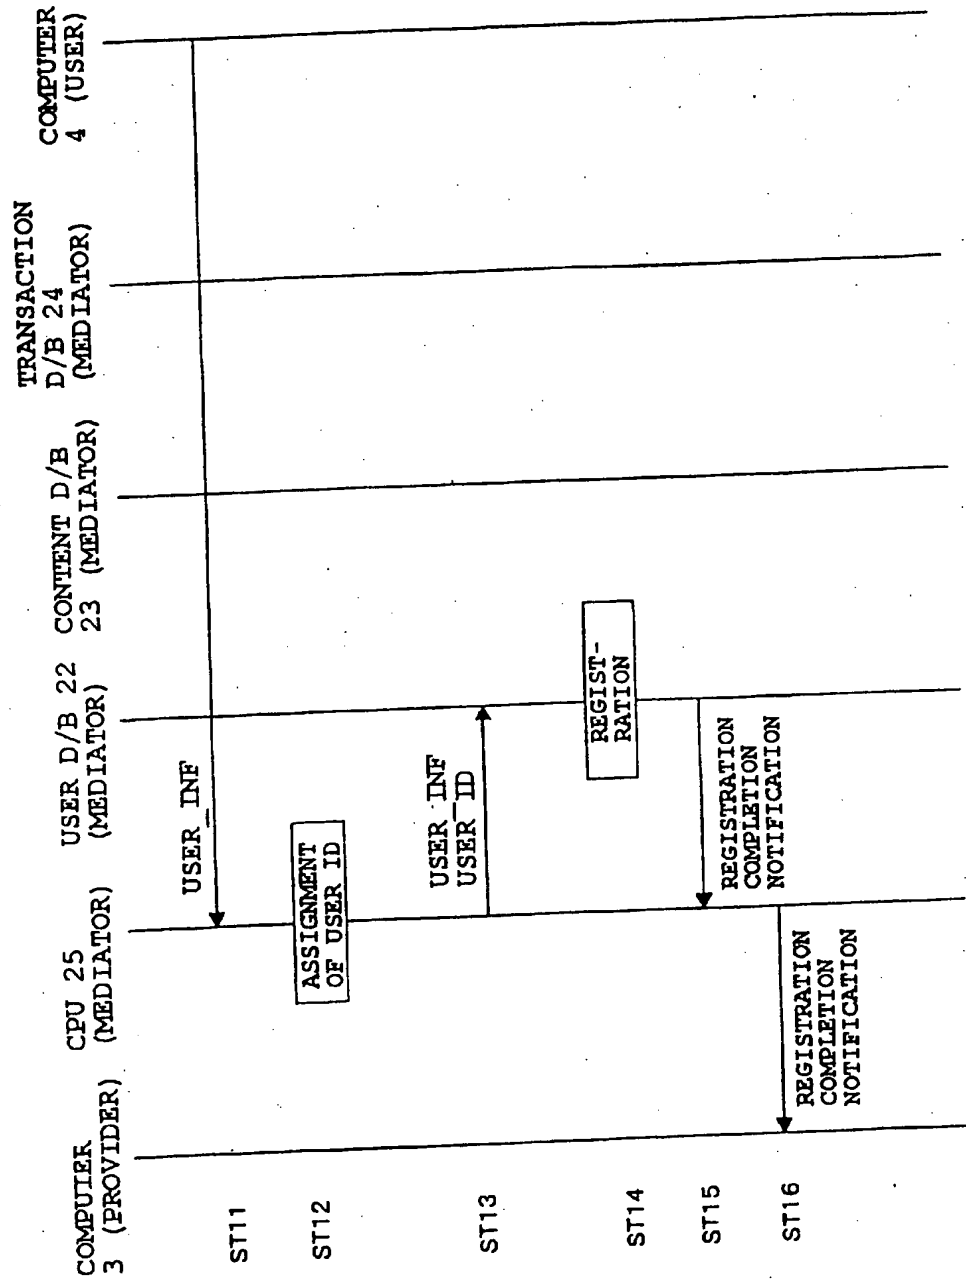 COMPUTER
3 (PROVIDER)
CPU 25
(MEDIATOR)
USER D/B 22
(MEDIATOR)
CONTENT D/B
23 (MEDIATOR)
TRANSACTION
D/B 24
(MEDIATOR)
COMPUTER
4 (USER)
ST11
USER_INF
ST12
ASSIGNMENT
OF USER ID
ST13
USER_INF
USER_ID
ST14
REGIST-
RATION
ST15
REGISTRATION
COMPLETION
NOTIFICATION
ST16
REGISTRATION
COMPLETION
NOTIFICATION